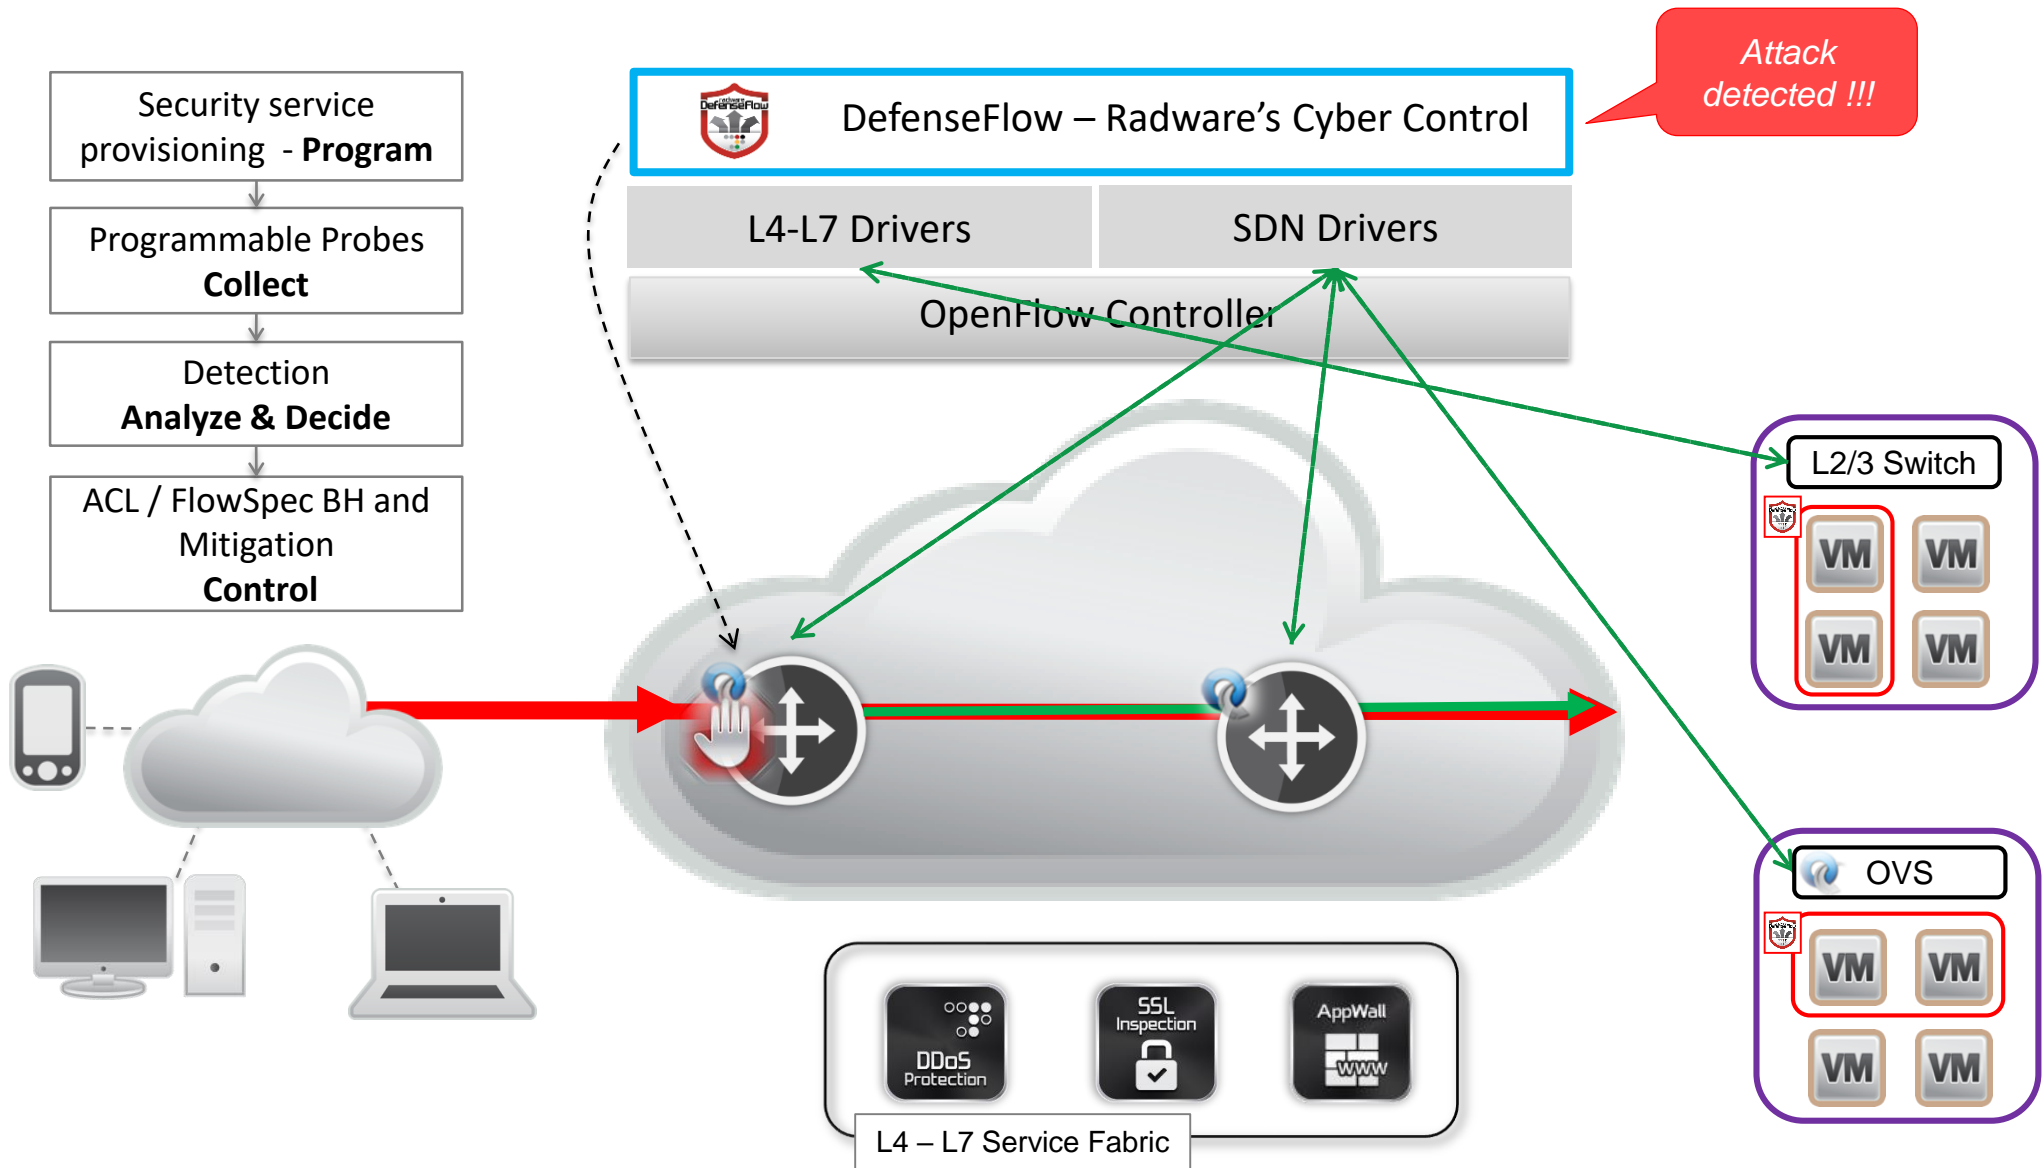 Security service
provisioning - Program
Programmable Probes
Collect
Detection
Analyze & Decide
ACL / FlowSpec BH and
Mitigation
Control
radware
DefenseFlow
DefenseFlow – Radware's Cyber Control
Attack
detected !!!
L4-L7 Drivers
SDN Drivers
OpenFlow Controller
L2/3 Switch
VM
VM
VM
VM
OVS
VM
VM
VM
VM
DDoS
Protection
SSL
Inspection
AppWall
www
L4 – L7 Service Fabric